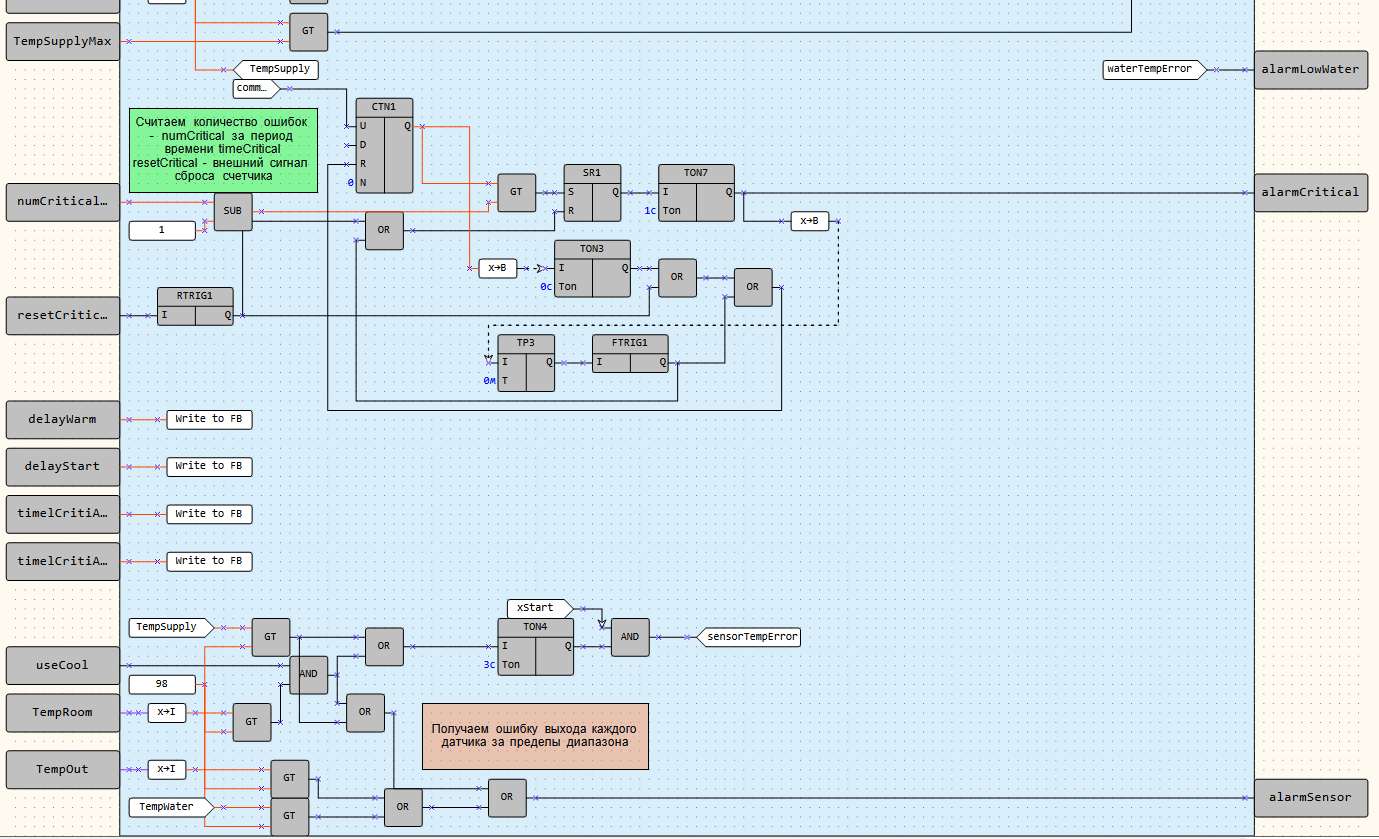 GT
TempSupplyMax
TempSupply
waterTempError
alarmLowWater
comm…
CTN1
U
Q
D
R
0
N
Считаем количество ошибок
- numCritical за период
времени timeCritical
resetCritical - внешний сигнал
сброса счетчика
GT
SR1
S
Q
R
TON7
I
Q
1с
Ton
alarmCritical
numCritical…
SUB
1
OR
x→B
x→B
TON3
I
Q
0с
Ton
OR
OR
RTRIG1
I
Q
resetCritic…
TP3
I
Q
0м
T
FTRIG1
I
Q
delayWarm
Write to FB
delayStart
Write to FB
timelCritiA…
Write to FB
timelCritiA…
Write to FB
xStart
TempSupply
GT
OR
TON4
I
Q
3с
Ton
AND
sensorTempError
useCool
AND
98
TempRoom
x→I
GT
OR
Получаем ошибку выхода каждого
датчика за пределы диапазона
TempOut
x→I
GT
TempWater
GT
OR
OR
alarmSensor